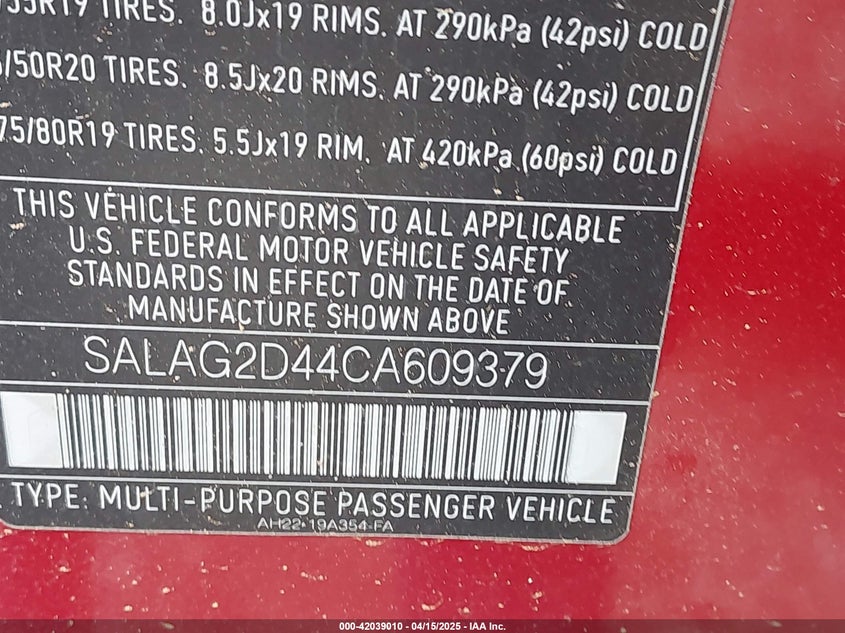 55R19 TIRES. 8.0Jx19 RIMS. AT 290kPa (42psi) COLD
/50R20 TIRES. 8.5Jx20 RIMS. AT 290kPa (42psi) COLD
75/80R19 TIRES. 5.5Jx19 RIM. AT 420kPa (60psi) COLD
THIS VEHICLE CONFORMS TO ALL APPLICABLE
U.S. FEDERAL MOTOR VEHICLE SAFETY
STANDARDS IN EFFECT ON THE DATE OF
MANUFACTURE SHOWN ABOVE
SALAG2D44CA609379
TYPE: MULTI-PURPOSE PASSENGER VEHICLE
AH22-19A354-FA
000-42039010 - 04/15/2025 - IAA Inc.